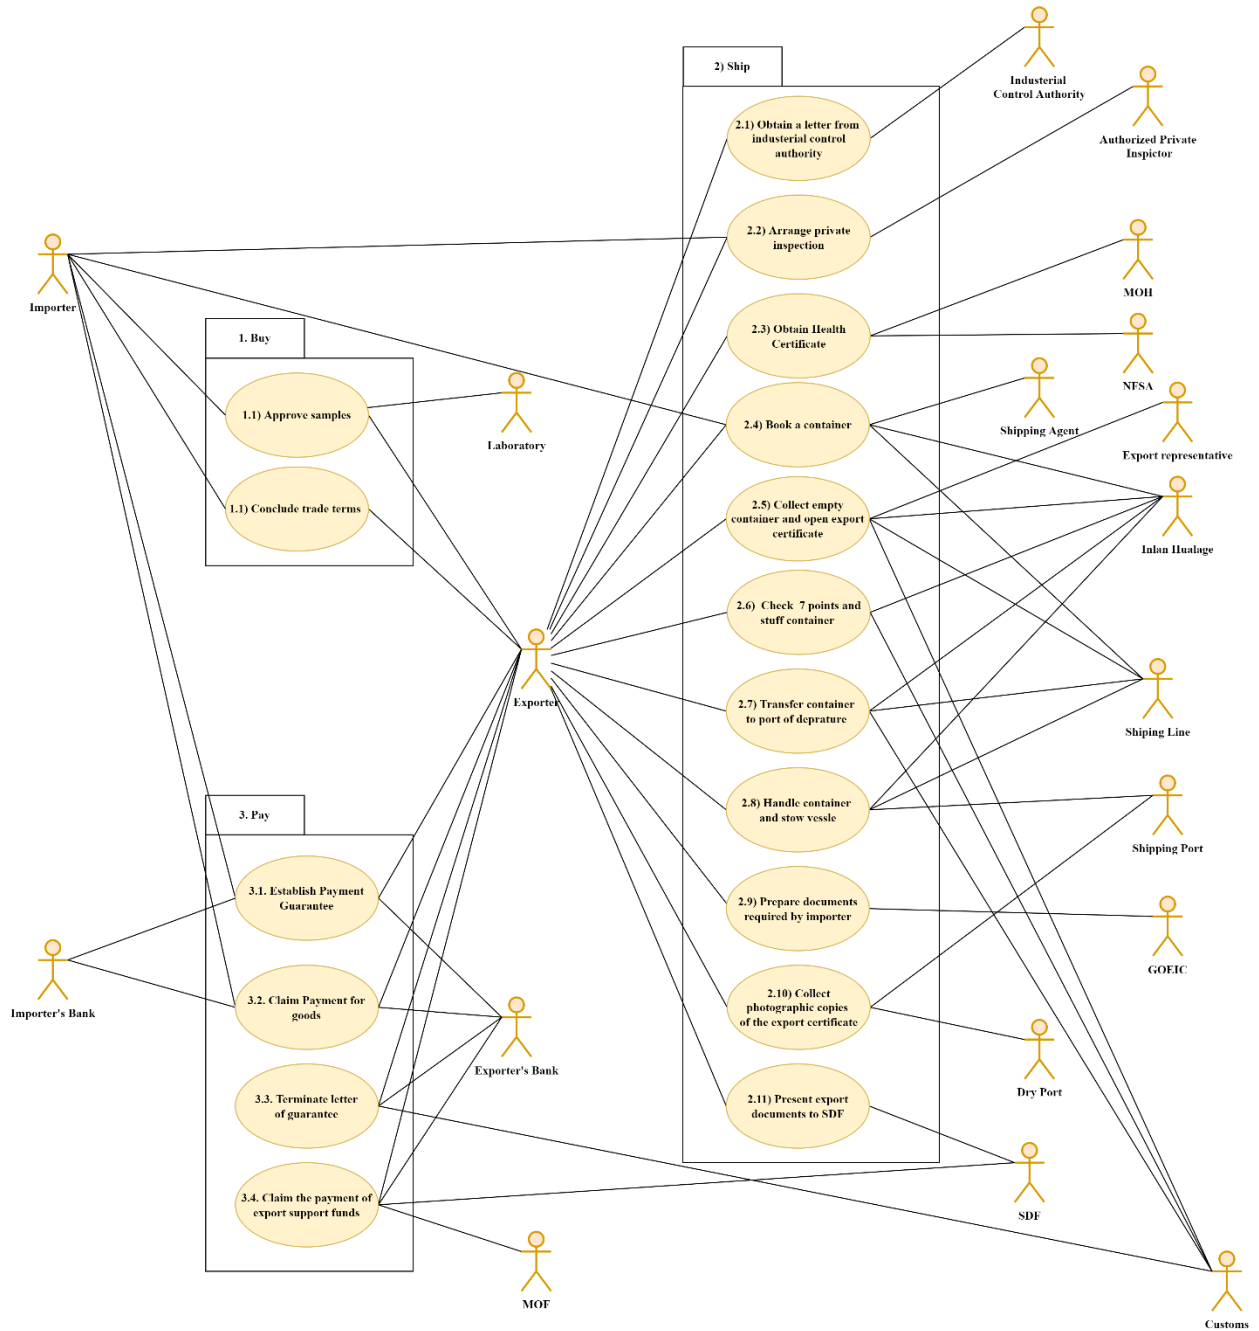 2) Ship
Industerial
Control Authority
Authorized Private
Inspictor
2.1) Obtain a letter from
industerial control
authority
2.2) Arrange private
inspection
Importer
MOH
2.3) Obtain Health
Certificate
NFSA
1. Buy
1.1) Approve samples
Laboratory
2.4) Book a container
Shipping Agent
Export representative
1.1) Conclude trade terms
2.5) Collect empty
container and open export
certificate
Inlan Hualage
2.6) Check 7 points and
stuff container
Exporter
2.7) Transfer container
to port of deprature
Shiping Line
3. Pay
2.8) Handle container
and stow vessle
Shipping Port
3.1. Establish Payment
Guarantee
2.9) Prepare documents
required by importer
GOEIC
Importer's Bank
3.2. Claim Payment for
goods
2.10) Collect
photographic copies
of the export certificate
Exporter's Bank
Dry Port
3.3. Terminate letter
of guarantee
2.11) Present export
documents to SDF
3.4. Claim the payment of
export support funds
SDF
MOF
Customs